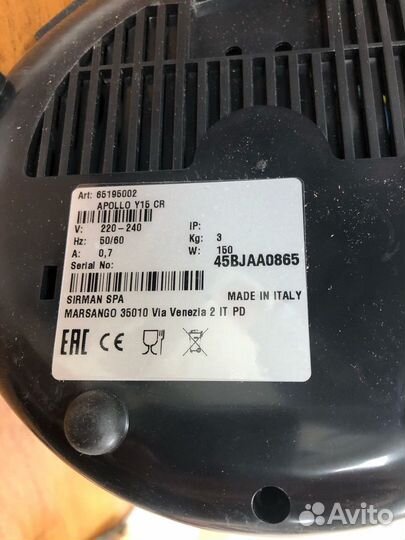 Art: 65195002
APOLLO Y15 CR
V: 220-240 IP:
Hz: 50/60 Kg: 3
A: 0,7 W: 150
Serial No: 45BJAA0865
SIRMAN SPA MADE IN ITALY
MARSANGO 35010 Via Venezia 2 IT PD
EAC CE
Avito